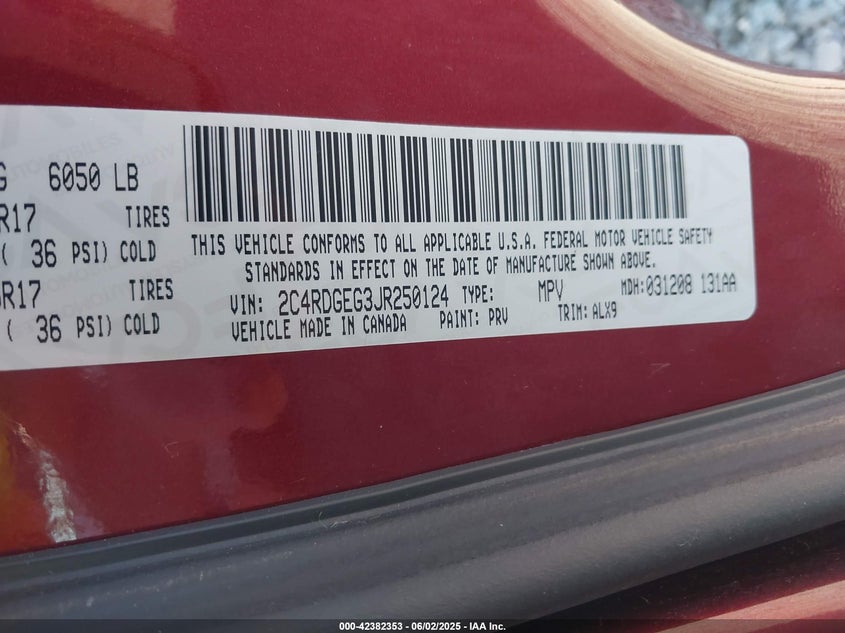 G 6050 LB
R17 TIRES
( 36 PSI) COLD
R17
( 36 PSI) COLD
THIS VEHICLE CONFORMS TO ALL APPLICABLE U.S.A. FEDERAL MOTOR VEHICLE SAFETY
STANDARDS IN EFFECT ON THE DATE OF MANUFACTURE SHOWN ABOVE.
VIN: 2C4RDGEG3JR250124 TYPE: MPV MDH: 031208 131AA
VEHICLE MADE IN CANADA PAINT: PRV TRIM: ALX9
000-42382353 - 06/02/2025 - IAA Inc.